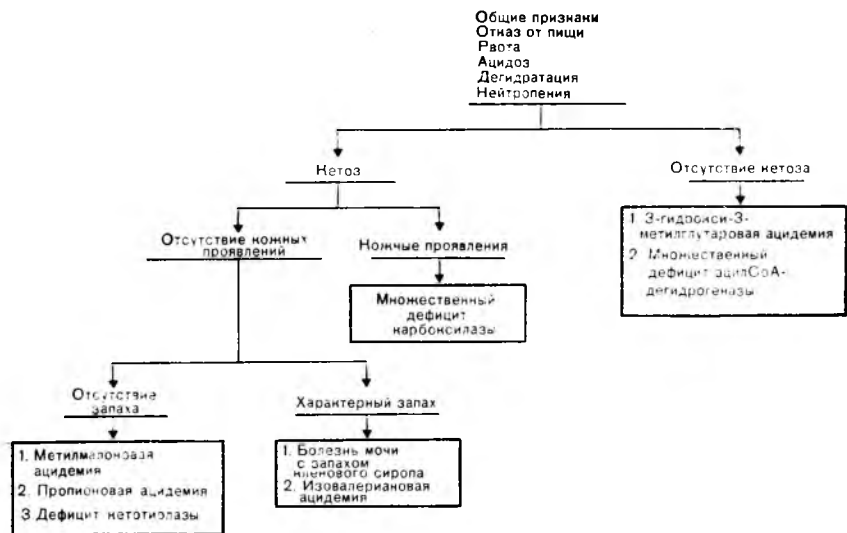 Общие признаки
Отказ от пищи
Рвота
Ацидоз
Дегидратация
Нейтропения
Кетоз
Отсутствие кетоза
Отсутствие кожных
проявлений
Кожные проявления
1 3-гидрокси-3-
метилглутаровая ацидемия
2 Множественный
дефицит ацилСоА-
дегидрогеназы
Множественный
дефицит
карбоксилазы
Отсутствие
запаха
Характерный запах
1. Метилмалоновая
ацидемия
2. Пропионовая ацидемия
3 Дефицит кетотиолазы
1. Болезнь мочи
с запахом
кленового сиропа
2. Изовалериановая
ацидемия